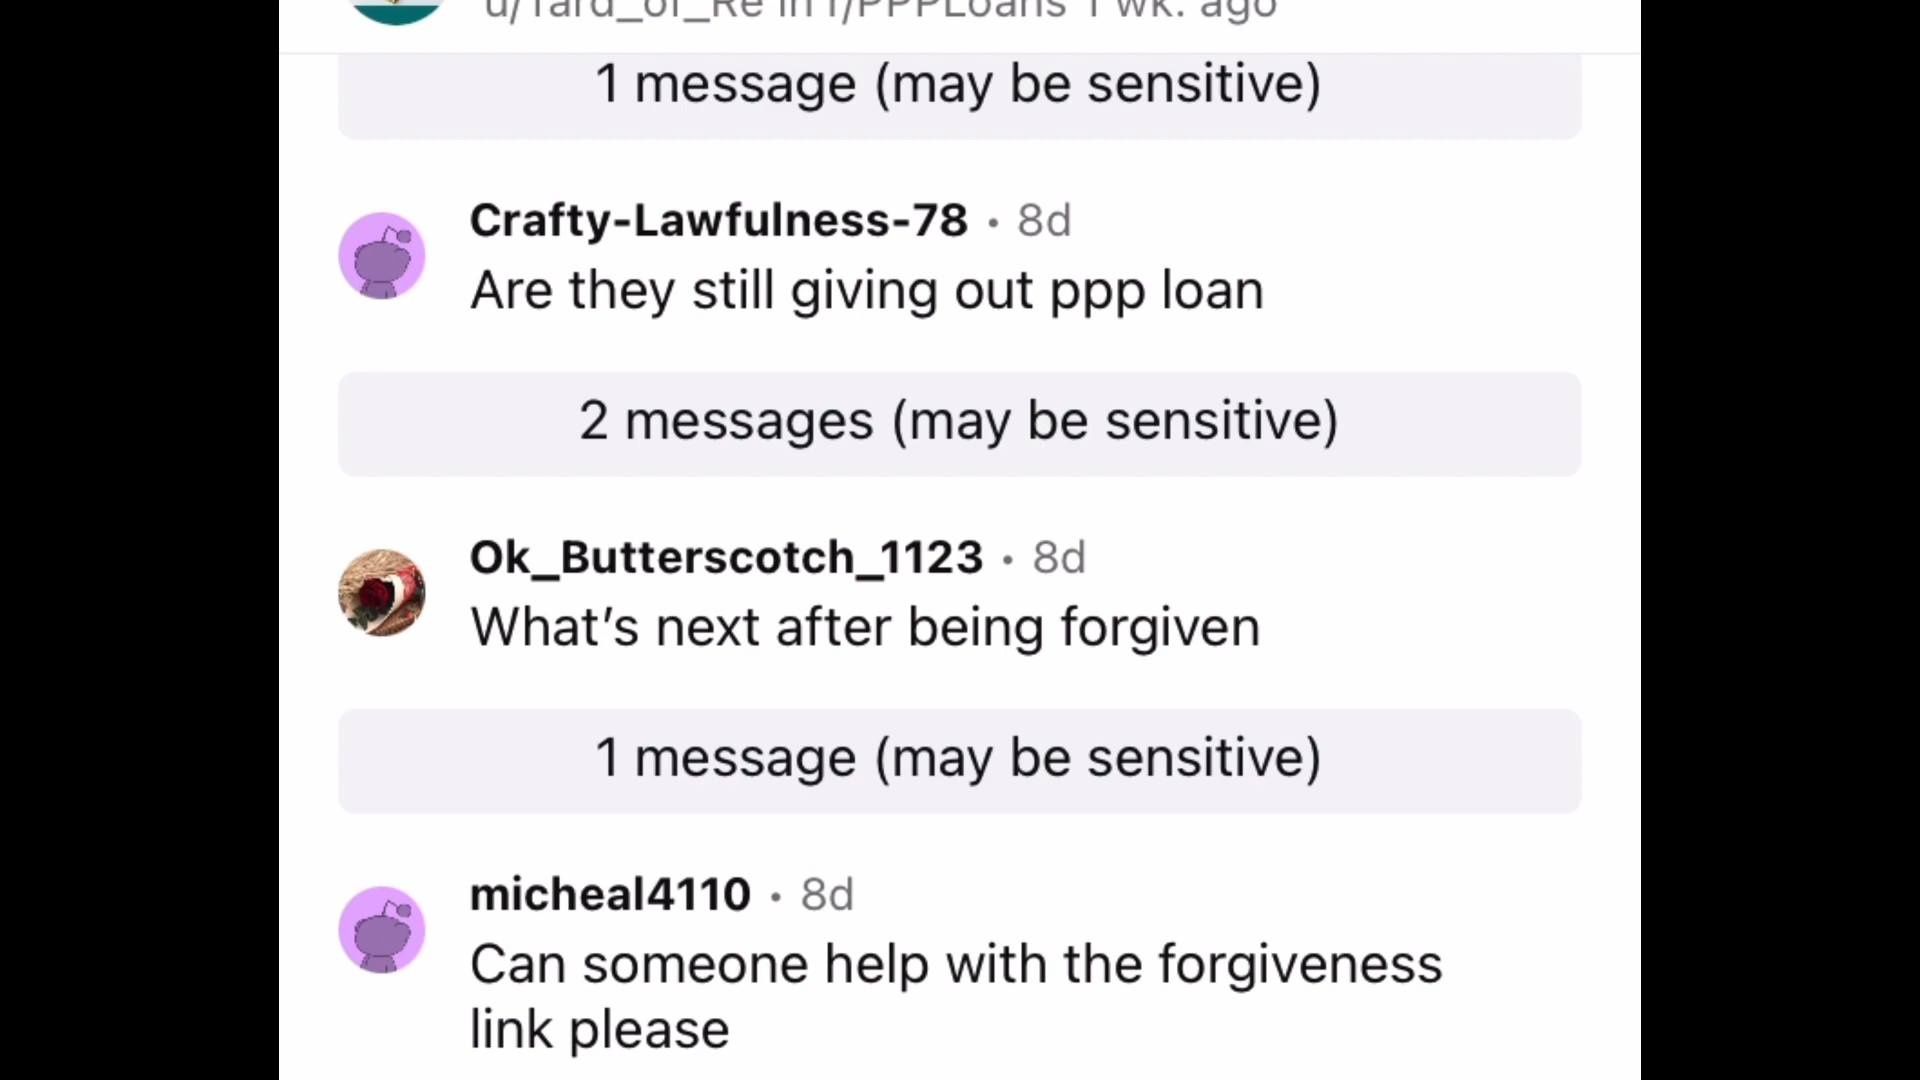 u/Tard_of_Re in r/PPPLoans 1 wk. ago
1 message (may be sensitive)
Crafty-Lawfulness-78 • 8d
Are they still giving out ppp loan
2 messages (may be sensitive)
Ok_Butterscotch_1123 • 8d
What's next after being forgiven
1 message (may be sensitive)
micheal4110 • 8d
Can someone help with the forgiveness
link please